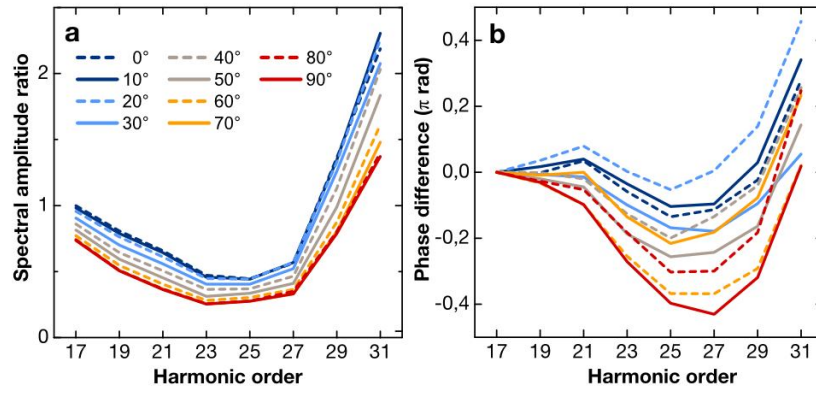 a
0° 40° 80°
10° 50° 90°
20° 60°
30° 70°
2
1
0
Spectral amplitude ratio
17 19 21 23 25 27 29 31
Harmonic order
b
0,4
0,2
0,0
-0,2
-0,4
Phase difference (π rad)
17 19 21 23 25 27 29 31
Harmonic order